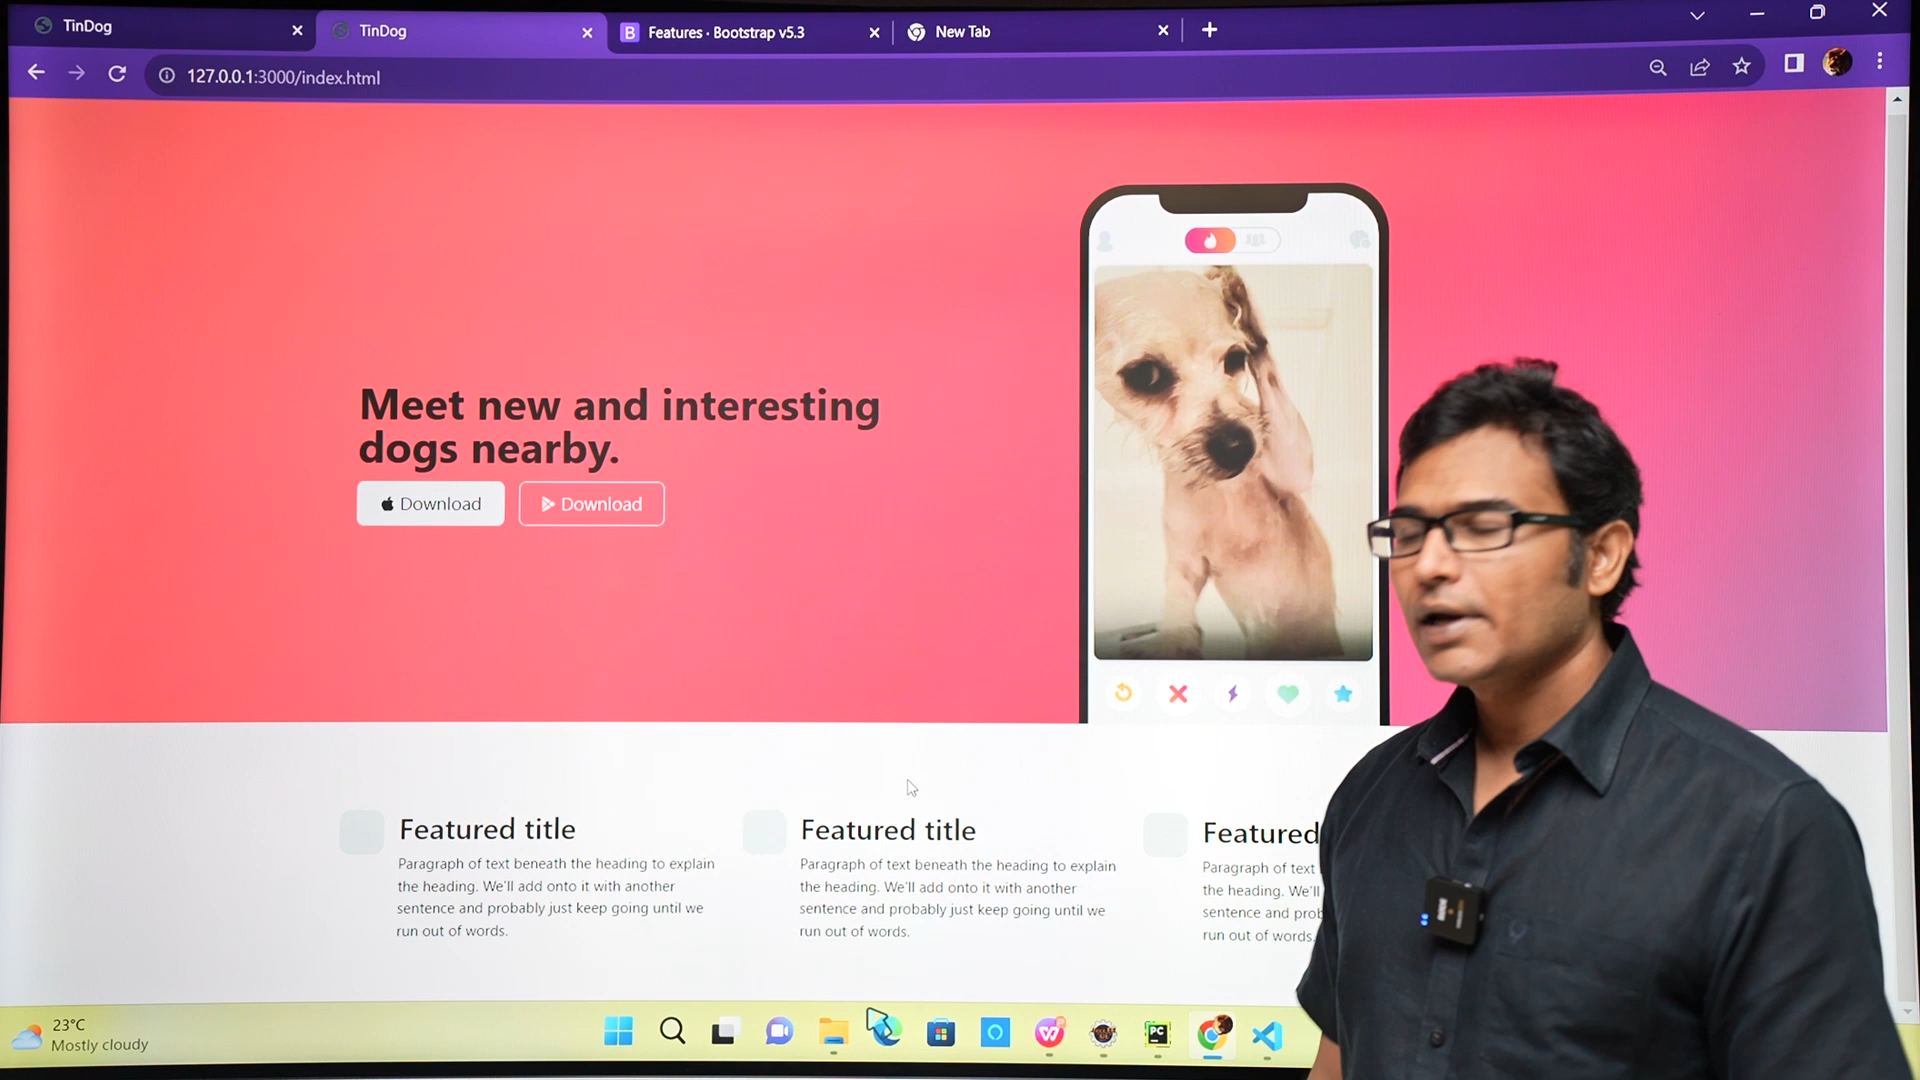 TinDog
TinDog
Features · Bootstrap v5.3
New Tab
127.0.0.1:3000/index.html
Meet new and interesting
dogs nearby.
Download
Download
Featured title
Paragraph of text beneath the heading to explain
the heading. We'll add onto it with another
sentence and probably just keep going until we
run out of words.
Featured title
Paragraph of text beneath the heading to explain
the heading. We'll add onto it with another
sentence and probably just keep going until we
run out of words.
Featured
Paragraph of text
the heading. We'll
sentence and prob
run out of words.
23°C
Mostly cloudy